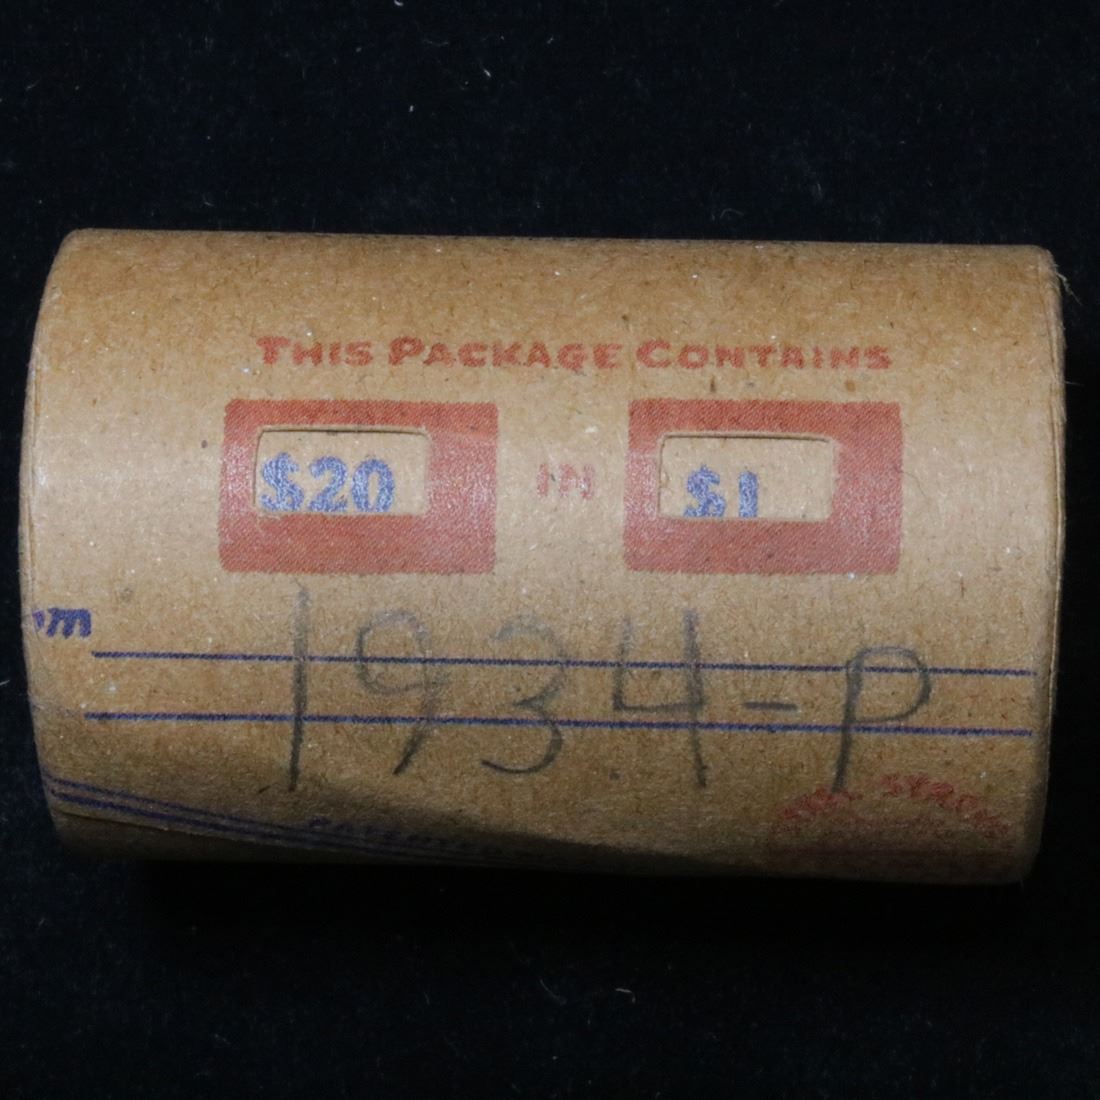 THIS PACKAGE CONTAINS
$20 IN $1
1934-P